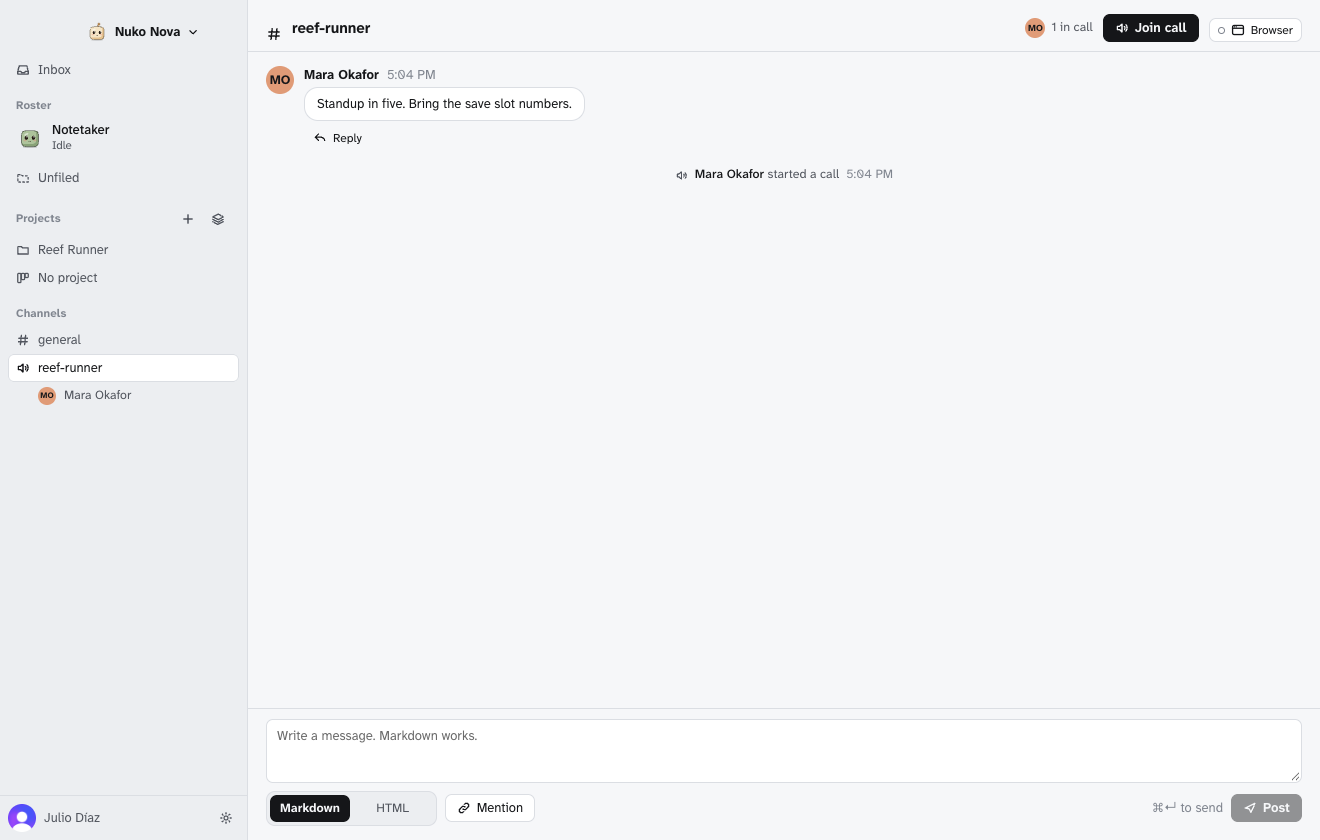 Nuko Nova
Inbox
Roster
Notetaker
Idle
Unfiled
Projects
Reef Runner
No project
Channels
# general
reef-runner
MO Mara Okafor
Julio Díaz
# reef-runner
MO 1 in call
Join call
Browser
MO Mara Okafor 5:04 PM
Standup in five. Bring the save slot numbers.
Reply
Mara Okafor started a call 5:04 PM
Write a message. Markdown works.
Markdown HTML Mention
⌘↵ to send
Post